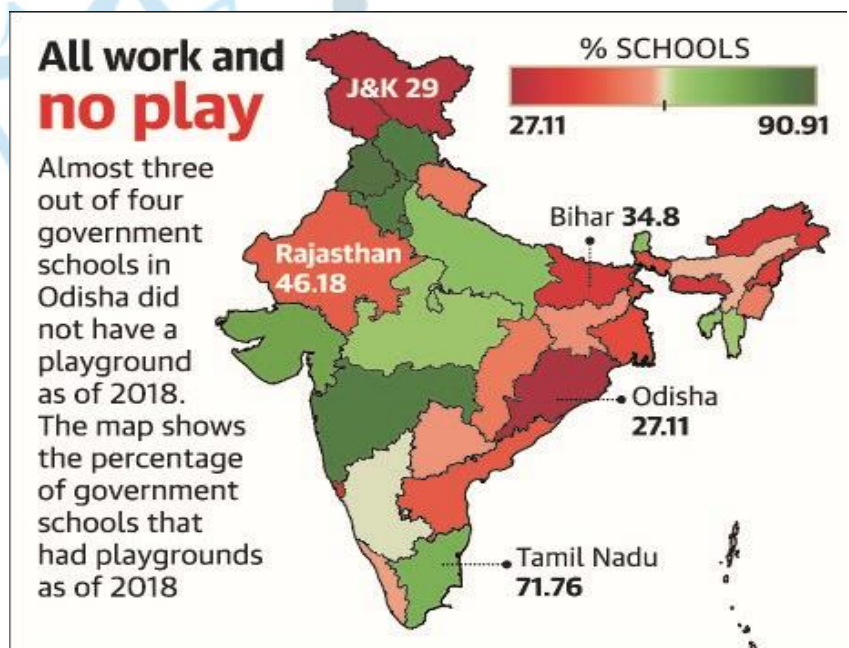 All work and
no play
Almost three
out of four
government
schools in
Odisha did
not have a
playground
as of 2018.
The map shows
the percentage
of government
schools that
had playgrounds
as of 2018
% SCHOOLS
27.11
90.91
J&K 29
Rajasthan
46.18
Bihar 34.8
Odisha
27.11
Tamil Nadu
71.76